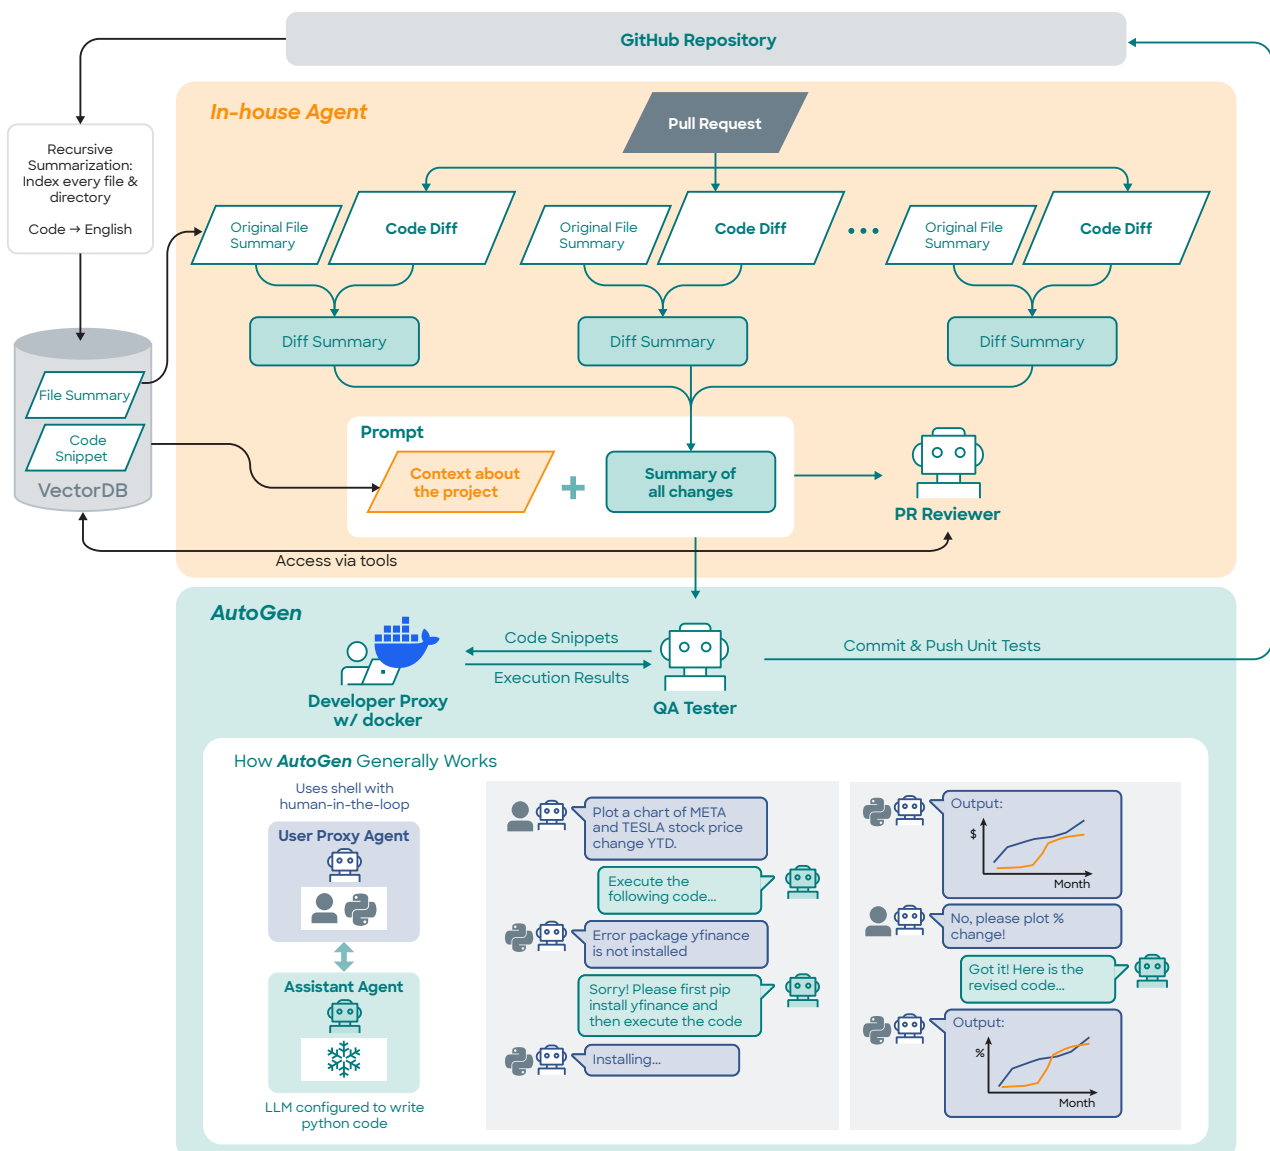 GitHub Repository
In-house Agent
Pull Request
Recursive
Summarization:
Index every file &
directory
Code → English
Original File
Summary
Code Diff
Original File
Summary
Code Diff
•••
Original File
Summary
Code Diff
Diff Summary
Diff Summary
Diff Summary
File Summary
Code
Snippet
VectorDB
Prompt
Context about
the project
+
Summary of
all changes
PR Reviewer
Access via tools
AutoGen
Developer Proxy
w/ docker
Code Snippets
Execution Results
QA Tester
Commit & Push Unit Tests
How AutoGen Generally Works
Uses shell with
human-in-the-loop
User Proxy Agent
Assistant Agent
LLM configured to write
python code
Plot a chart of META
and TESLA stock price
change YTD.
Execute the
following code...
Error package yfinance
is not installed
Sorry! Please first pip
install yfinance and
then execute the code
Installing...
Output:
$
Month
No, please plot %
change!
Got it! Here is the
revised code...
Output:
%
Month